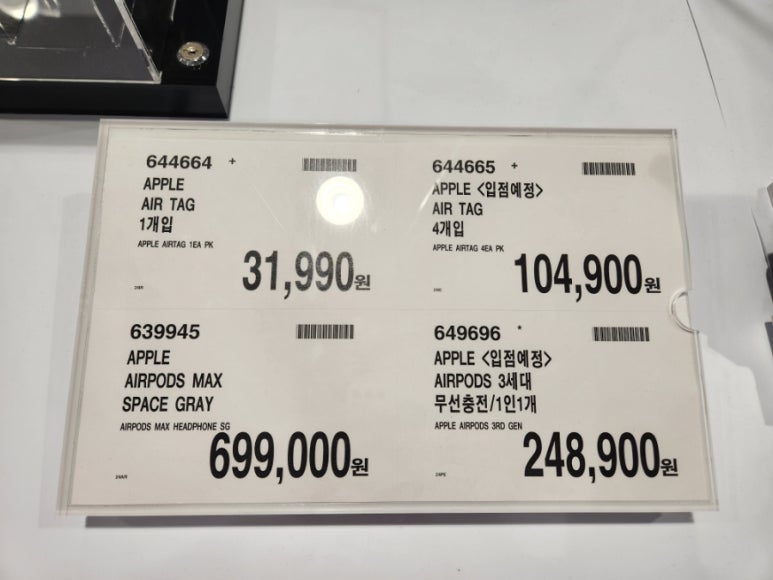 644664 +
APPLE
AIR TAG
1개입
APPLE AIRTAG 1EA PK
31,990원
644665 +
APPLE <입점예정>
AIR TAG
4개입
APPLE AIRTAG 4EA PK
104,900원
639945
APPLE
AIRPODS MAX
SPACE GRAY
AIRPODS MAX HEADPHONE SG
699,000원
649696 *
APPLE <입점예정>
AIRPODS 3세대
무선충전/1인1개
APPLE AIRPODS 3RD GEN
248,900원